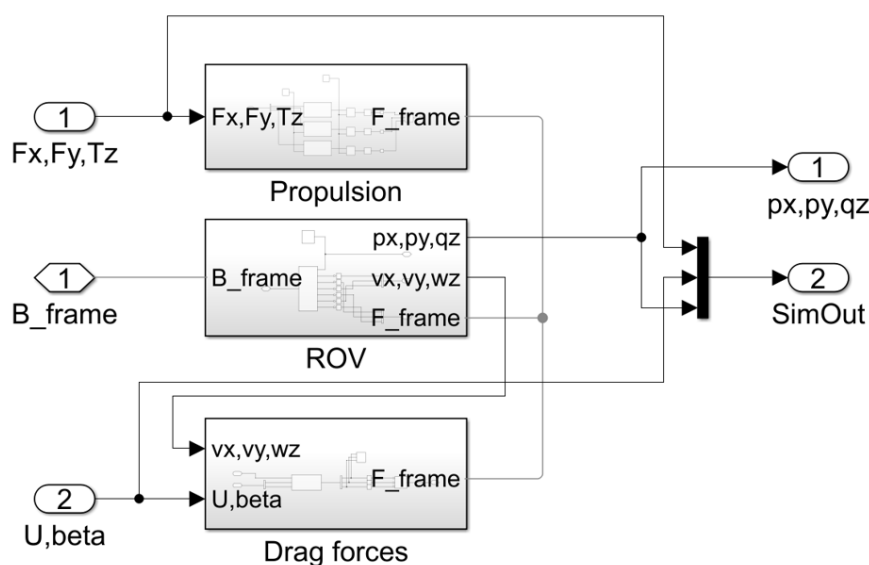 1
Fx,Fy,Tz
Fx,Fy,Tz
F_frame
Propulsion
1
px,py,qz
1
B_frame
B_frame
px,py,qz
vx,vy,wz
F_frame
ROV
2
SimOut
2
U,beta
vx,vy,wz
U,beta
F_frame
Drag forces